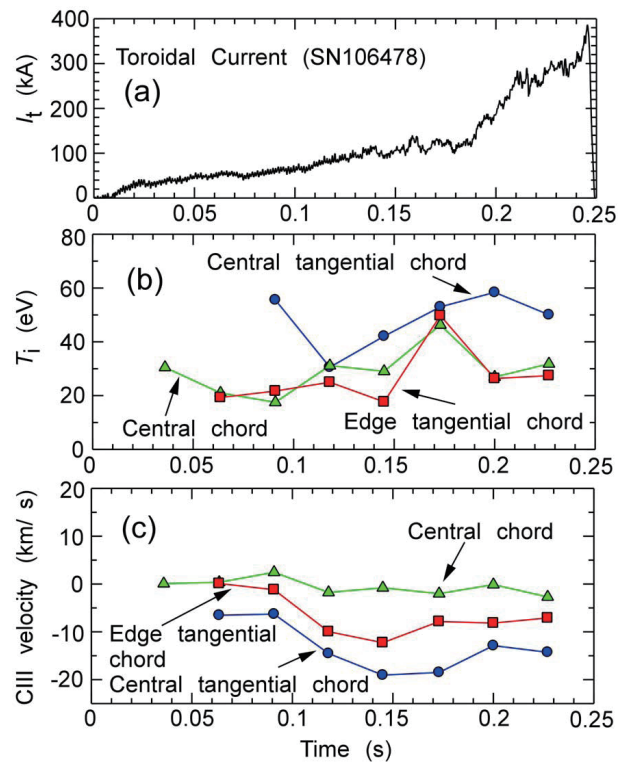 400
Toroidal Current (SN106478)
300
(a)
It (kA)
200
100
0
0 0.05 0.1 0.15 0.2 0.25
80
(b)
Central tangential chord
60
Ti (eV)
40
20
Central chord
Edge tangential chord
0
0 0.05 0.1 0.15 0.2 0.25
20
(c)
Central chord
10
CIII velocity (km/ s)
0
Edge tangential
chord
-10
Central tangential chord
-20
0 0.05 0.1 0.15 0.2 0.25
Time (s)